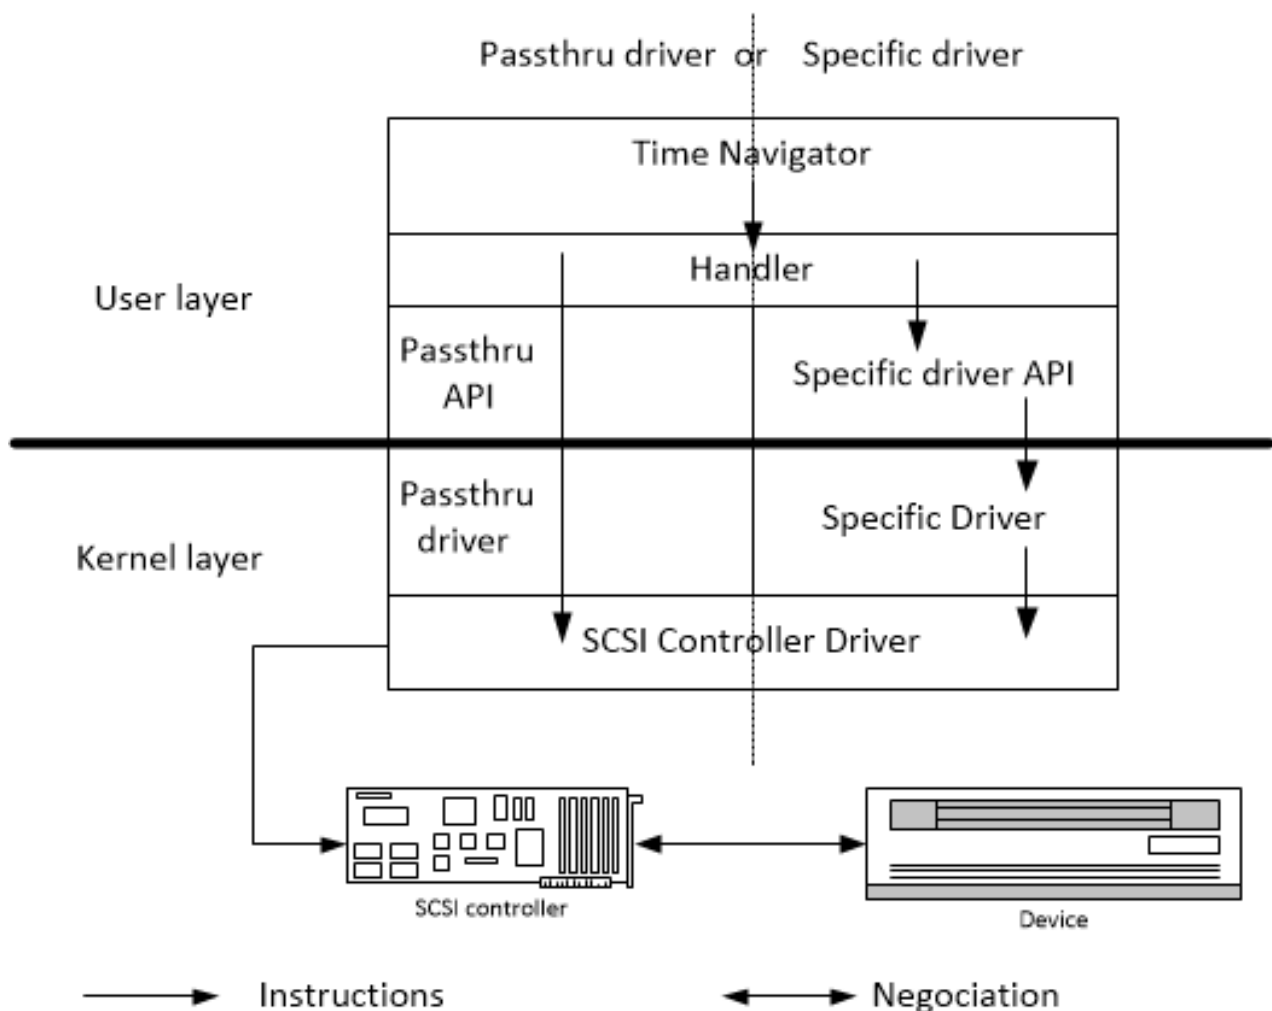 Passthru driver or Specific driver
Time Navigator
Handler
User layer
Passthru
API
Specific driver API
Passthru
driver
Specific Driver
Kernel layer
SCSI Controller Driver
SCSI controller
Device
Instructions
Negociation